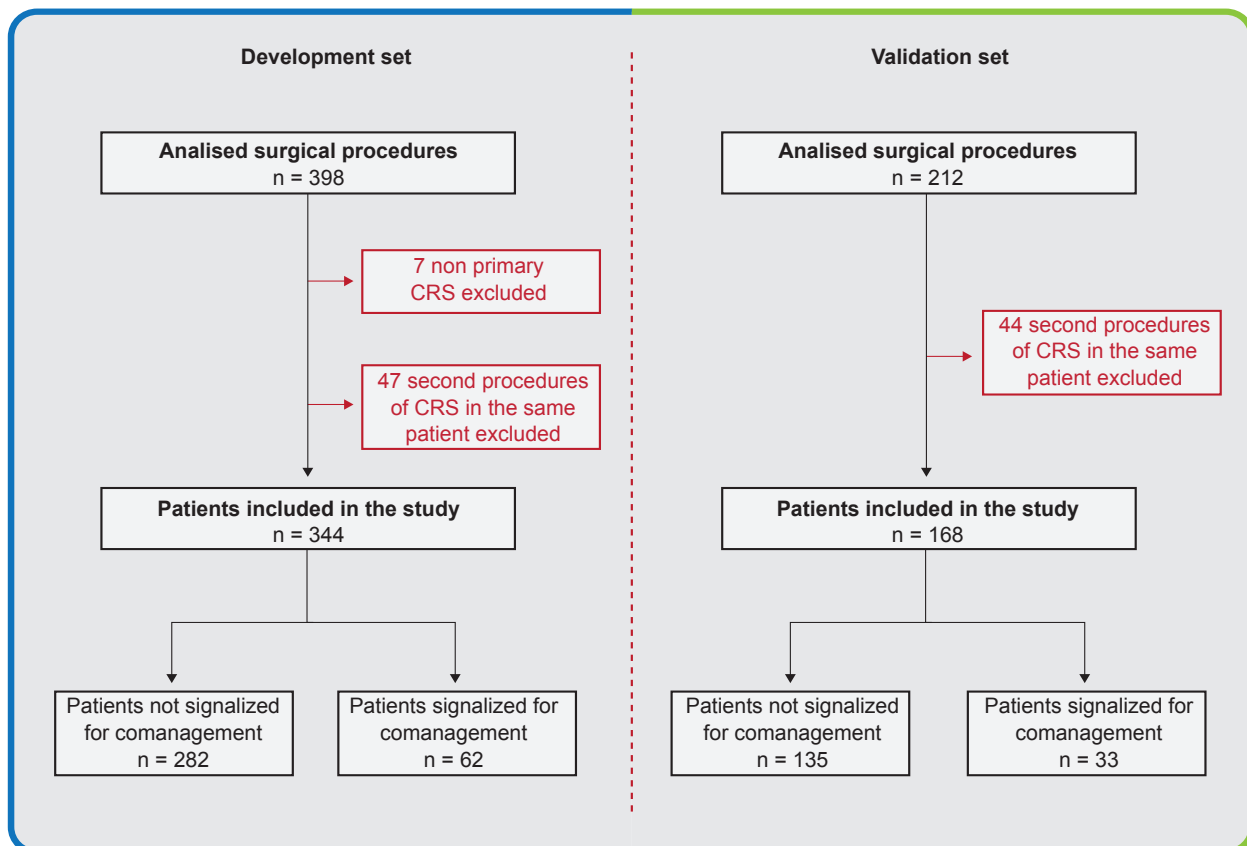 Development set
Analised surgical procedures
n = 398
7 non primary
CRS excluded
47 second procedures
of CRS in the same
patient excluded
Patients included in the study
n = 344
Patients not signalized
for comanagement
n = 282
Patients signalized for
comanagement
n = 62
Validation set
Analised surgical procedures
n = 212
44 second procedures
of CRS in the same
patient excluded
Patients included in the study
n = 168
Patients not signalized
for comanagement
n = 135
Patients signalized for
comanagement
n = 33